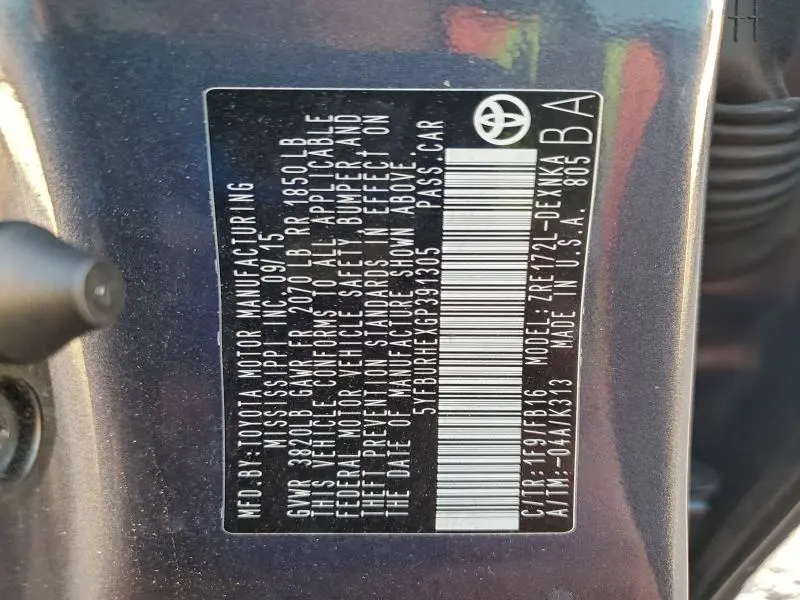 MFD.BY:TOYOTA MOTOR MANUFACTURING
MISSISSIPPI INC. 09/15
GVWR 3820LB GAWR FR 2070 LB RR 1850LB
THIS VEHICLE CONFORMS TO ALL APPLICABLE
FEDERAL MOTOR VEHICLE SAFETY, BUMPER, AND
THEFT PREVENTION STANDARDS IN EFFECT ON
THE DATE OF MANUFACTURE SHOWN ABOVE.
5YFBURHEXGP391305 PASS.CAR
C/TR:1F9/FB16 MODEL:ZRE172L-DEXNKA
A/TM:-04A/K313 MADE IN U.S.A. 805
BA